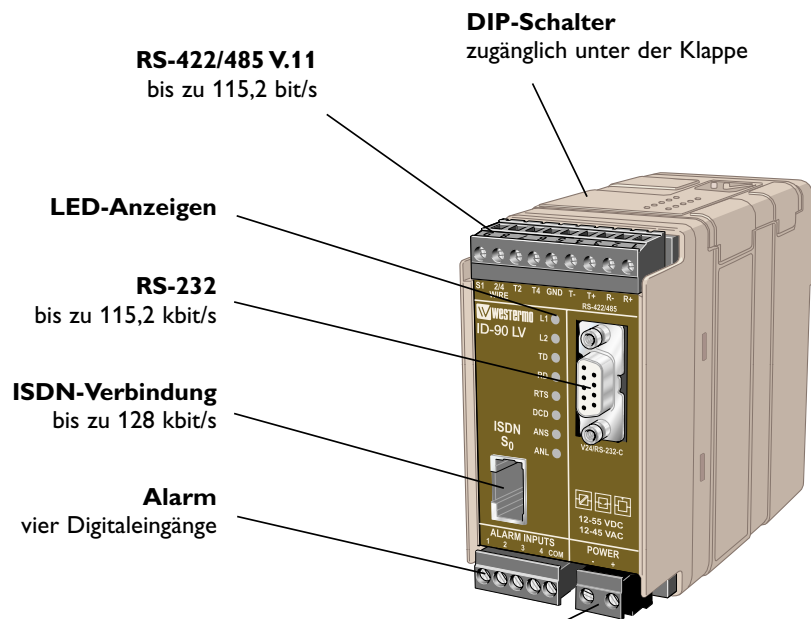 DIP-Schalter
zugänglich unter der Klappe
RS-422/485 V.11
bis zu 115,2 bit/s
LED-Anzeigen
RS-232
bis zu 115,2 kbit/s
ISDN-Verbindung
bis zu 128 kbit/s
Alarm
vier Digitaleingänge
S1 2/4 T2 T4 GND T- T+ R- R+
WIRE
RS-422/485
westermo
ID-90 LV
L1
L2
TD
RD
RTS
DCD
ANS
ANL
ISDN
S0
V24/RS-232-C
12-55 VDC
12-45 VAC
ALARM INPUTS
1 2 3 4 COM
POWER
- +